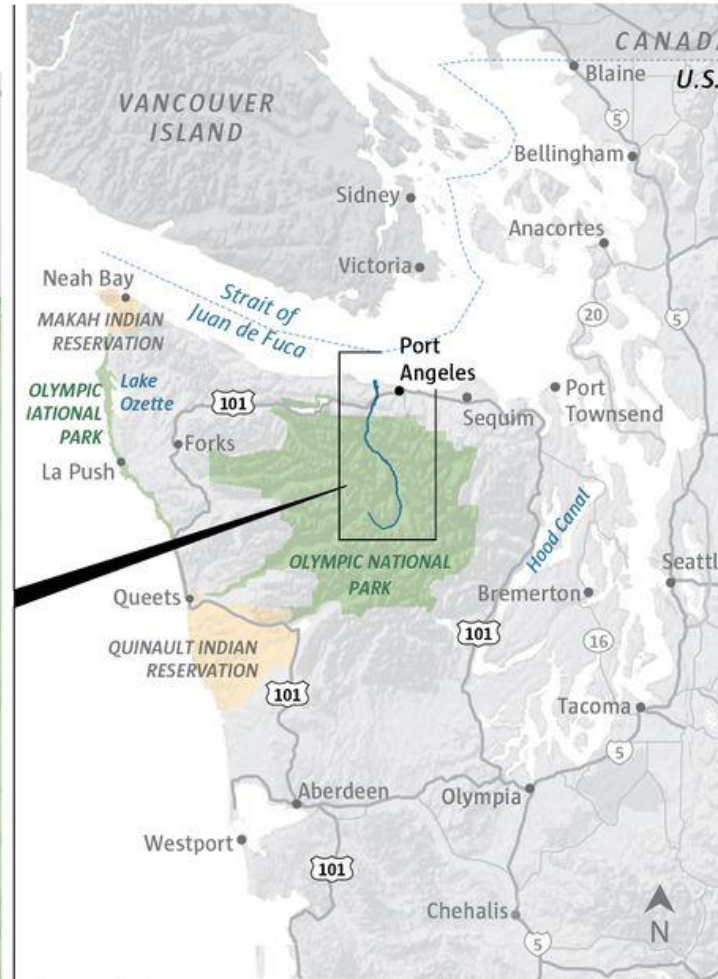 CANADA
U.S.
Blaine
5
VANCOUVER
ISLAND
Bellingham
Sidney
Anacortes
Victoria
Neah Bay
Strait of
Juan de Fuca
20
5
MAKAH INDIAN
RESERVATION
Port
Angeles
OLYMPIC
IATIONAL
PARK
Lake
Ozette
101
Sequim
Port
Townsend
Forks
La Push
Hood Canal
OLYMPIC NATIONAL
PARK
Seattl
Queets
Bremerton
101
16
QUINAULT INDIAN
RESERVATION
101
Tacoma
5
Aberdeen
Olympia
Westport
101
Chehalis
N
5